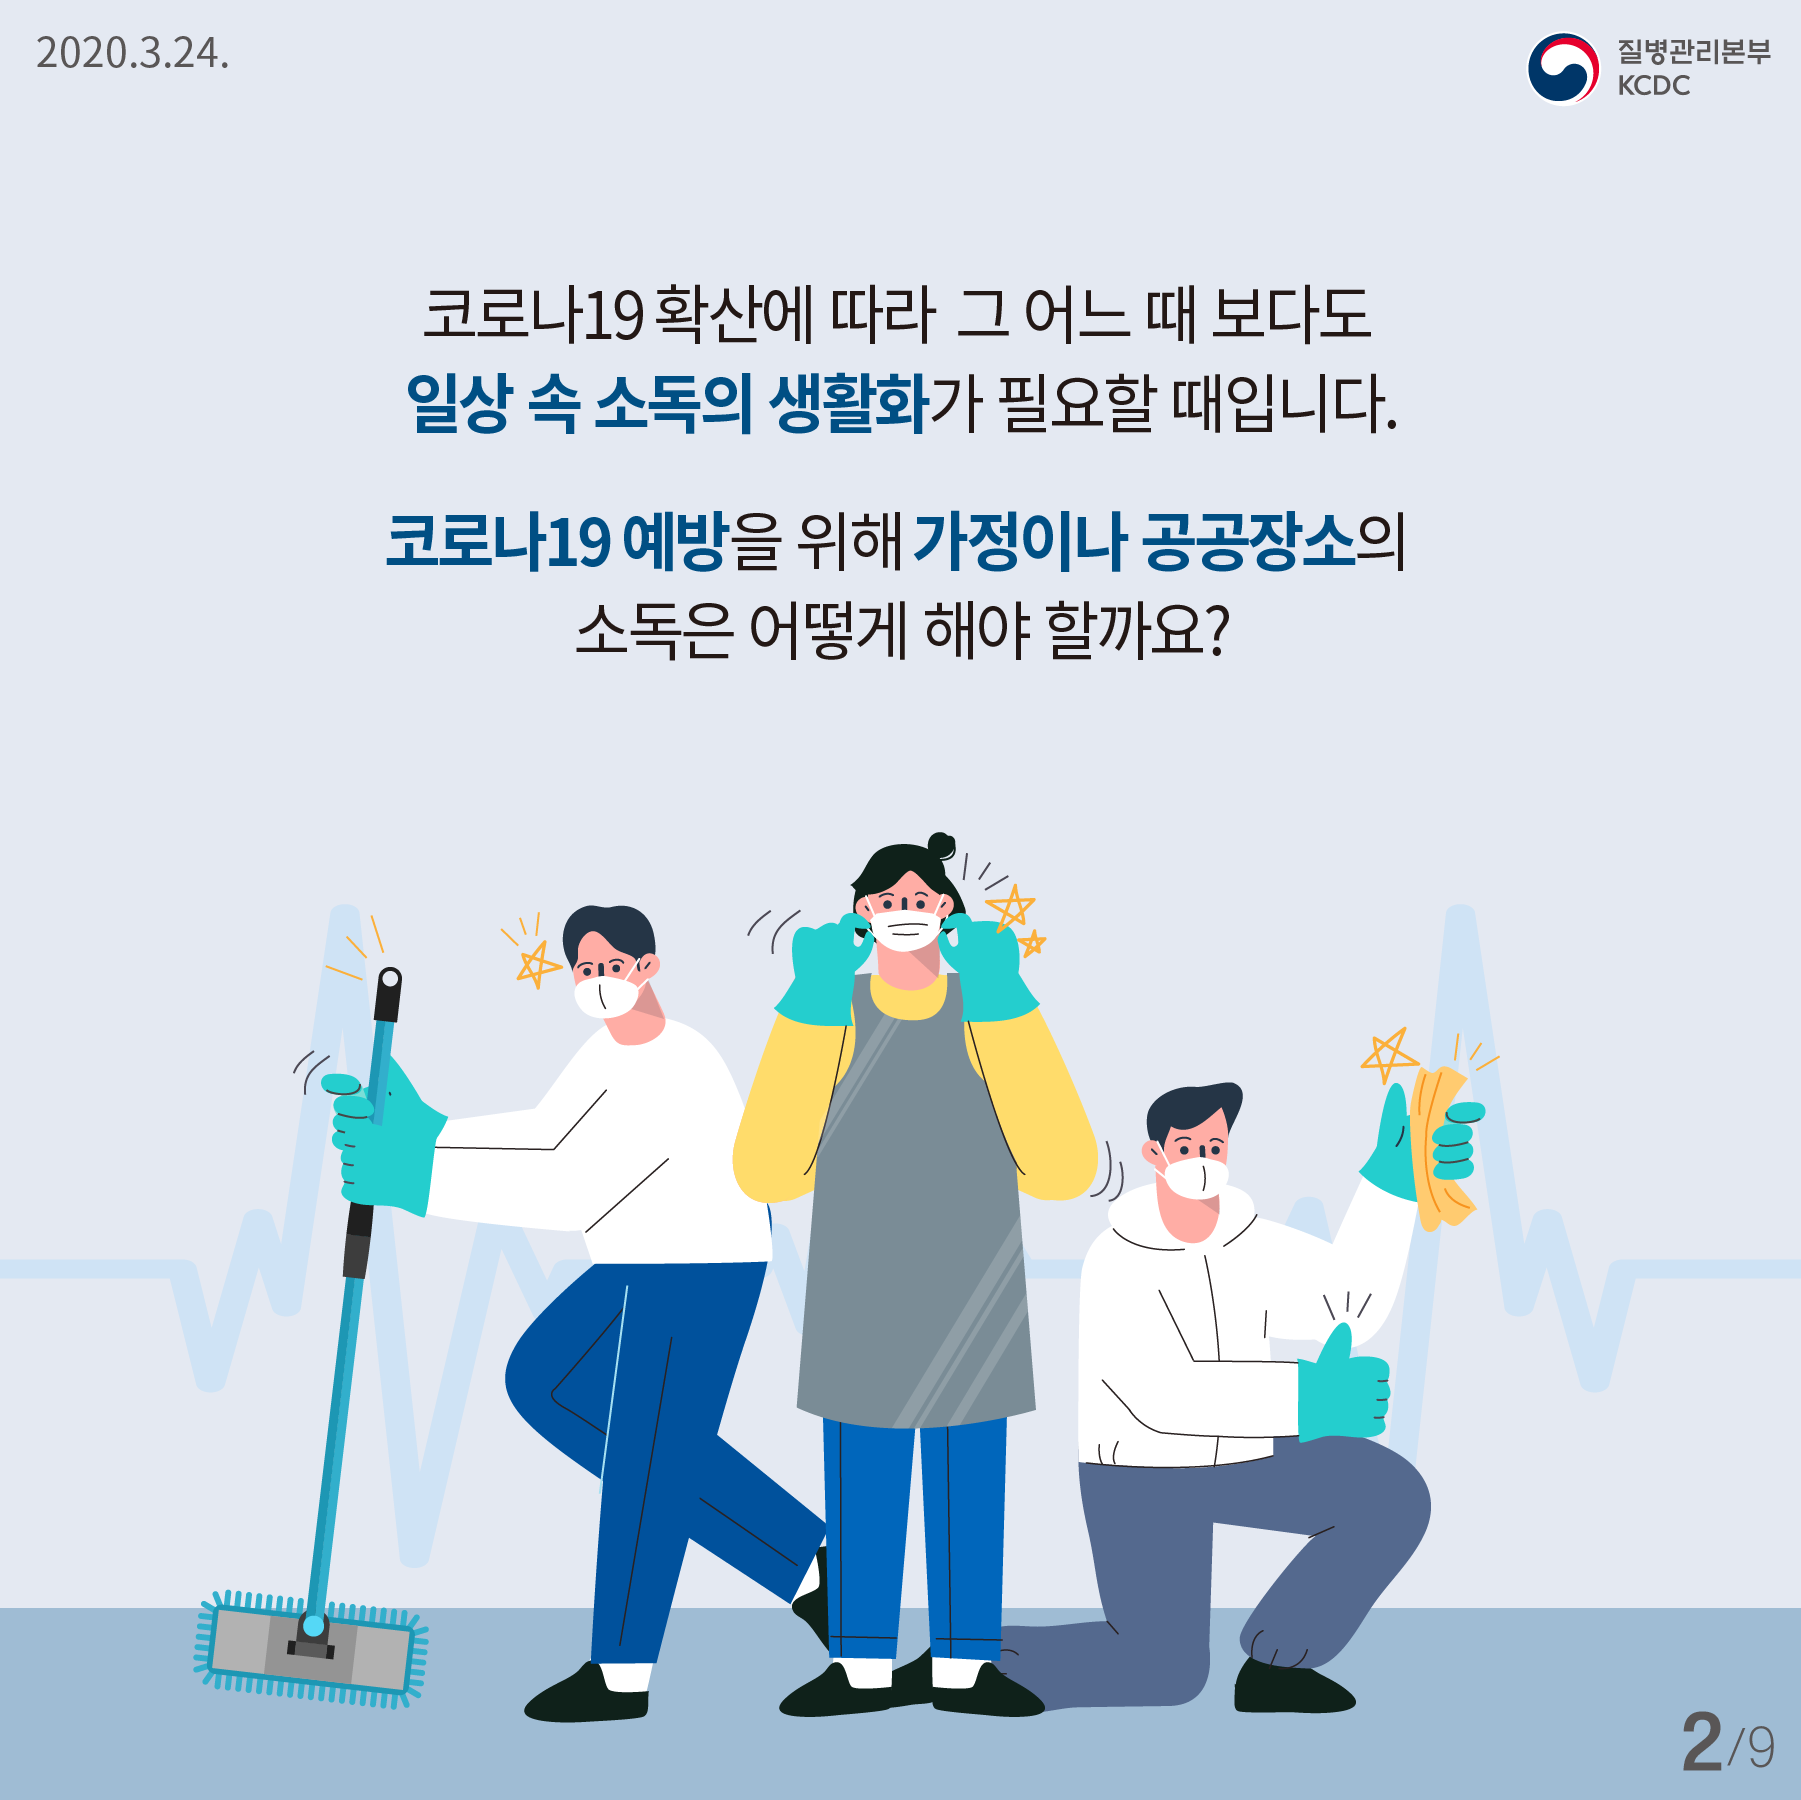 2020.3.24.
질병관리본부
KCDC
코로나19 확산에 따라 그 어느 때 보다도
일상 속 소독의 생활화가 필요할 때입니다.
코로나19 예방을 위해 가정이나 공공장소의
소독은 어떻게 해야 할까요?
2/9